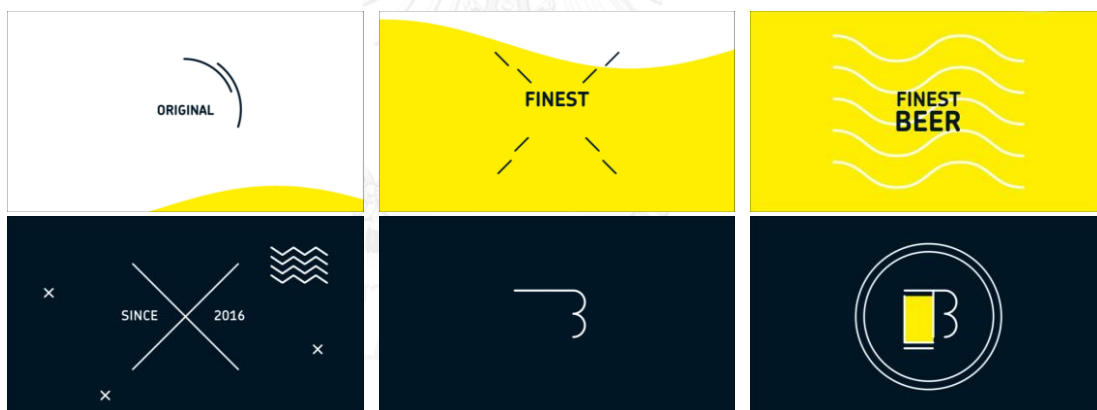 ORIGINAL
FINEST
FINEST
BEER
SINCE 2016
B